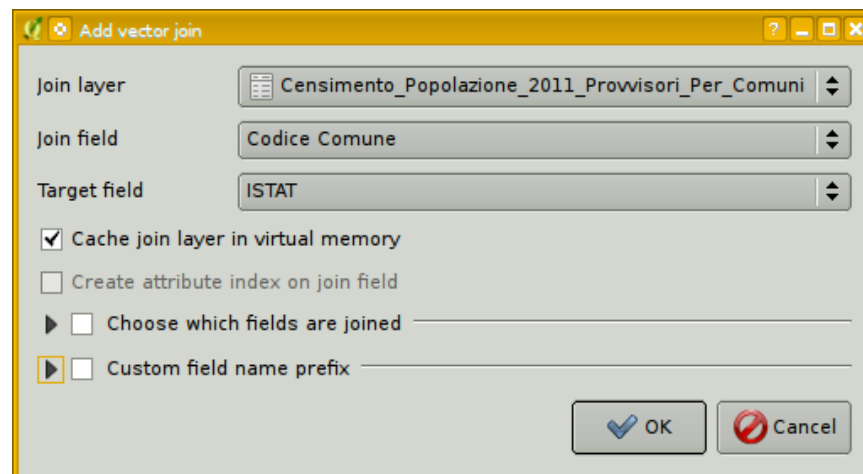 Add vector join
Join layer Censimento_Popolazione_2011_Provvisori_Per_Comuni
Join field Codice Comune
Target field ISTAT
Cache join layer in virtual memory
Create attribute index on join field
Choose which fields are joined
Custom field name prefix
OK Cancel